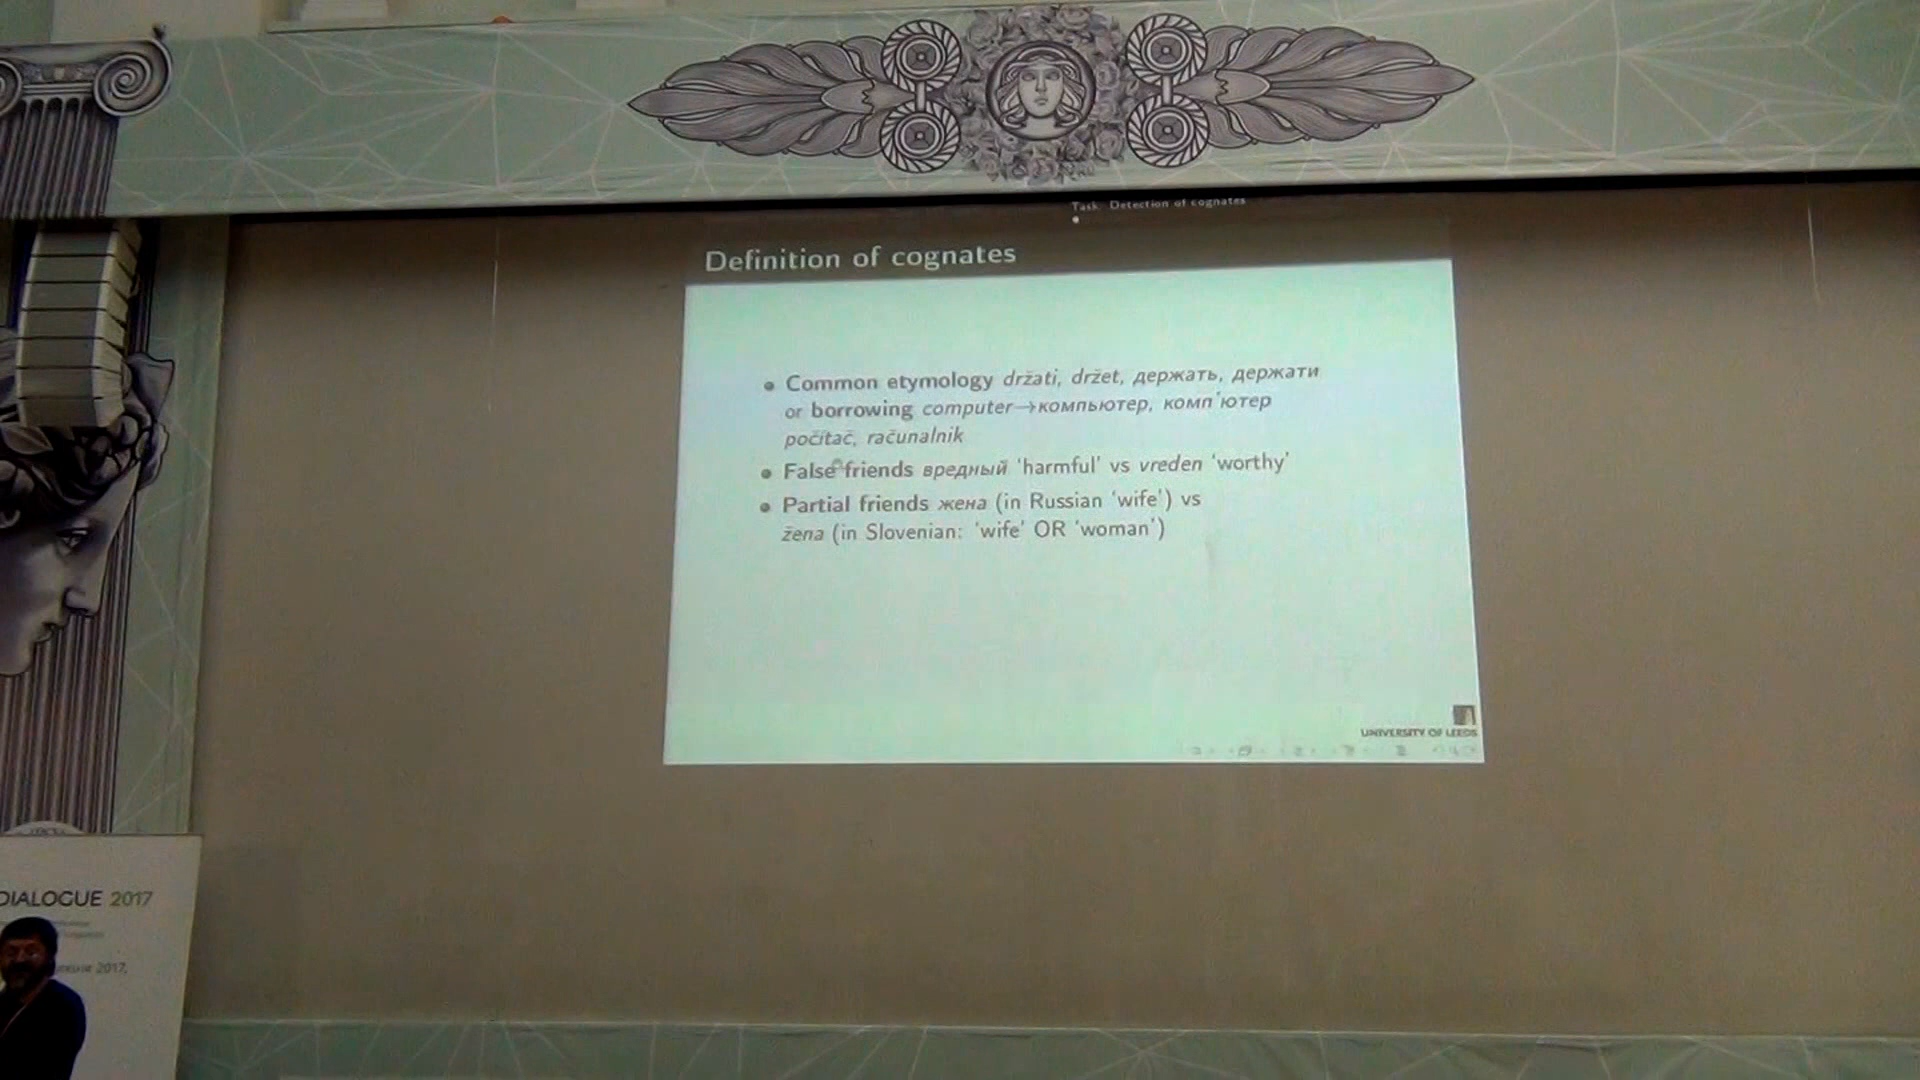 Task: Detection of cognates
Definition of cognates
• Common etymology držati, držet, держать, держати
or borrowing computer→компьютер, комп'ютер
počítač, računalnik
• False friends вредный ‘harmful’ vs vreden ‘worthy’
• Partial friends жена (in Russian ‘wife’) vs
žena (in Slovenian: ‘wife’ OR ‘woman’)
UNIVERSITY OF LEEDS
DIALOGUE 2017
2017,